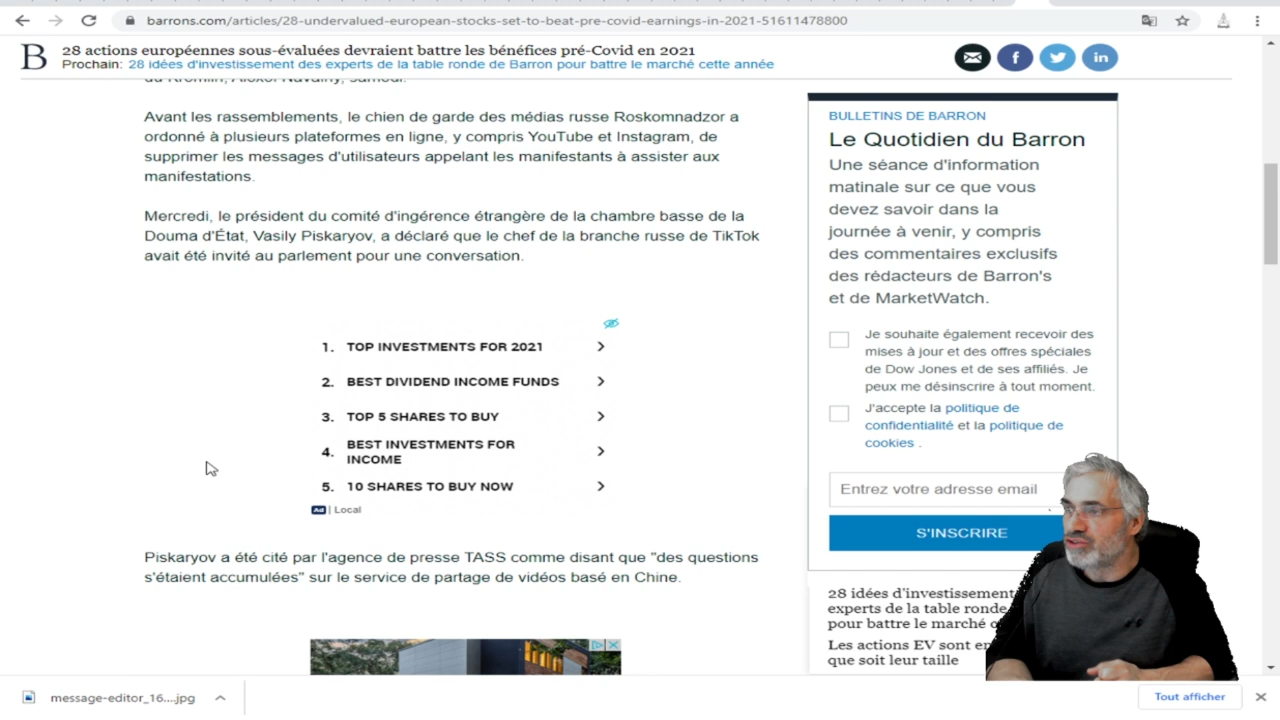 barrons.com/articles/28-undervalued-european-stocks-set-to-beat-pre-covid-earnings-in-2021-51611478800
B
28 actions européennes sous-évaluées devraient battre les bénéfices pré-Covid en 2021
Prochain: 28 idées d'investissement des experts de la table ronde de Barron pour battre le marché cette année
f
in
du Kremlin, Alexei Navalny, samedi.
Avant les rassemblements, le chien de garde des médias russe Roskomnadzor a
ordonné à plusieurs plateformes en ligne, y compris YouTube et Instagram, de
supprimer les messages d'utilisateurs appelant les manifestants à assister aux
manifestations.
Mercredi, le président du comité d'ingérence étrangère de la chambre basse de la
Douma d'État, Vasily Piskaryov, a déclaré que le chef de la branche russe de TikTok
avait été invité au parlement pour une conversation.
1. TOP INVESTMENTS FOR 2021
2. BEST DIVIDEND INCOME FUNDS
3. TOP 5 SHARES TO BUY
4. BEST INVESTMENTS FOR
INCOME
5. 10 SHARES TO BUY NOW
Ad | Local
Piskaryov a été cité par l'agence de presse TASS comme disant que "des questions
s'étaient accumulées" sur le service de partage de vidéos basé en Chine.
BULLETINS DE BARRON
Le Quotidien du Barron
Une séance d'information
matinale sur ce que vous
devez savoir dans la
journée à venir, y compris
des commentaires exclusifs
des rédacteurs de Barron's
et de MarketWatch.
Je souhaite également recevoir des
mises à jour et des offres spéciales
de Dow Jones et de ses affiliés. Je
peux me désinscrire à tout moment.
J'accepte la politique de
confidentialité et la politique de
cookies .
Entrez votre adresse email
S'INSCRIRE
28 idées d'investissement
experts de la table ronde
pour battre le marché
Les actions EV sont en
que soit leur taille
message-editor_16....jpg
Tout afficher